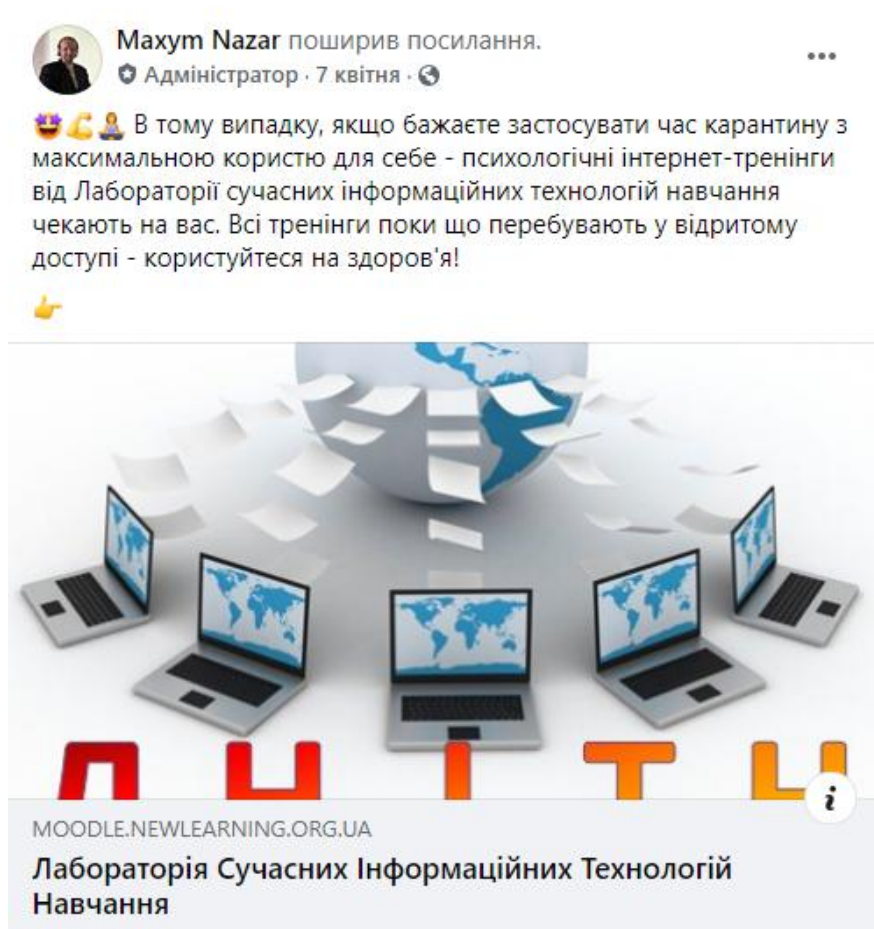 Maxym Nazar поширив посилання.
Адміністратор · 7 квітня ·
🤩💪🧘 В тому випадку, якщо бажаєте застосувати час карантину з
максимальною користю для себе - психологічні інтернет-тренінги
від Лабораторії сучасних інформаційних технологій навчання
чекають на вас. Всі тренінги поки що перебувають у відритому
доступі - користуйтеся на здоров'я!
👉
MOODLE.NEWLEARNING.ORG.UA
Лабораторія Сучасних Інформаційних Технологій
Навчання